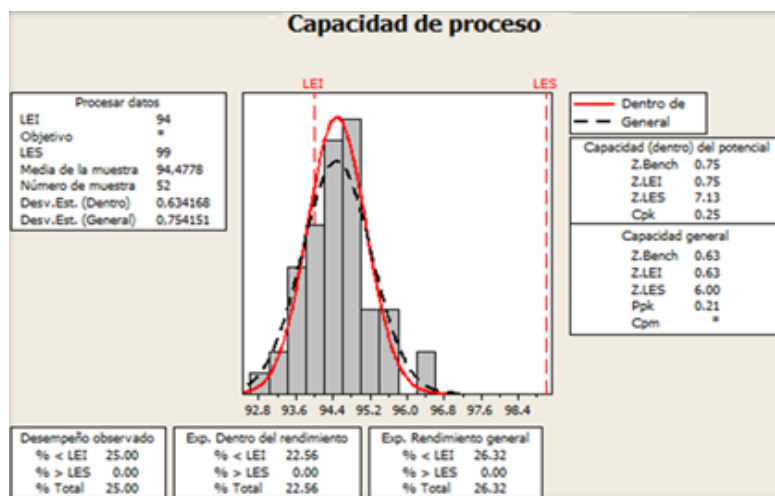 Capacidad de proceso
LEI
LES
Procesar datos
LEI 94
Objetivo *
LES 99
Media de la muestra 94,4778
Número de muestra 52
Desv.Est. (Dentro) 0,634168
Desv.Est. (General) 0,754151
Dentro de
General
Capacidad (dentro) del potencial
Z.Bench 0.75
Z.LEI 0.75
Z.LES 7.13
Cpk 0.25
Capacidad general
Z.Bench 0.63
Z.LEI 0.63
Z.LES 6.00
Ppk 0.21
Cpm *
92.8 93.6 94.4 95.2 96.0 96.8 97.6 98.4
Desempeño observado
% < LEI 25.00
% > LES 0.00
% Total 25.00
Exp. Dentro del rendimiento
% < LEI 22.56
% > LES 0.00
% Total 22.56
Exp. Rendimiento general
% < LEI 26.32
% > LES 0.00
% Total 26.32